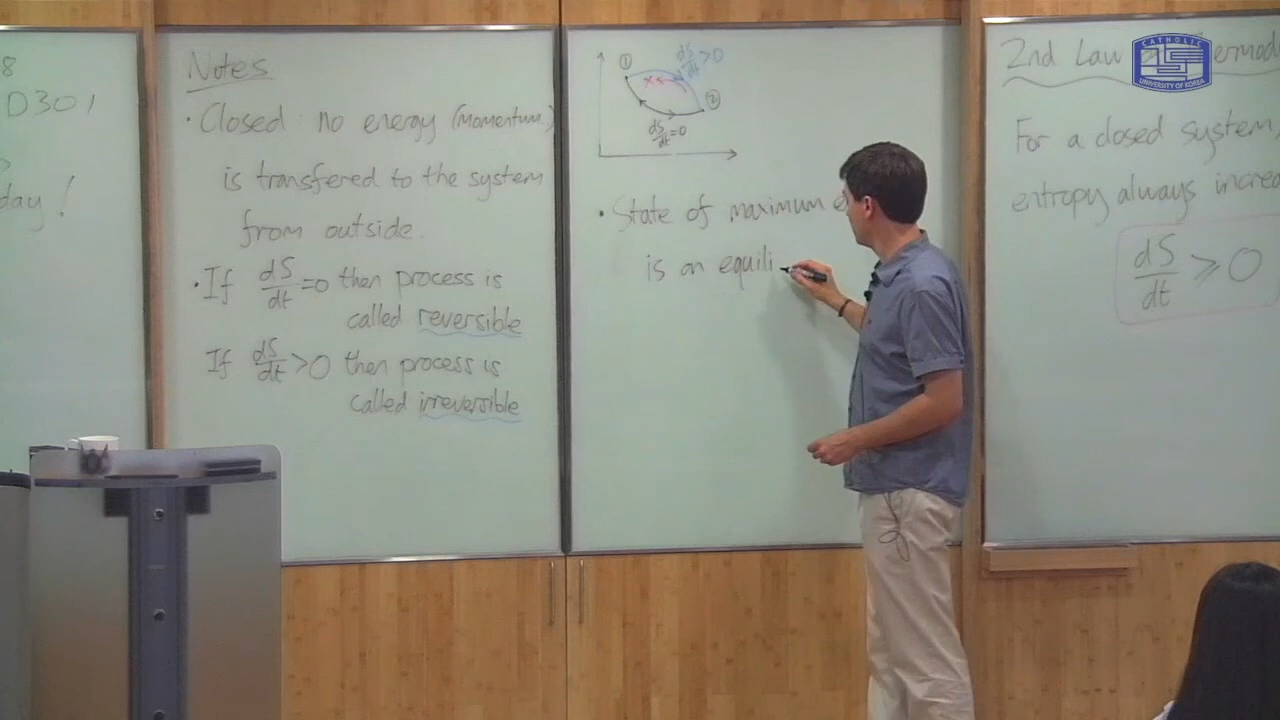 8
D301
day!
Notes
· Closed: no energy (momentum)
is transfered to the system
from outside.
· If dS/dt = 0 then process is
called reversible
If dS/dt > 0 then process is
called irreversible
①
dS/dt > 0
②
dS/dt = 0
· State of maximum e
is an equili
2nd Law
For a closed system
entropy always increa
dS/dt ≥ 0
CATHOLIC
UNIVERSITY OF KOREA